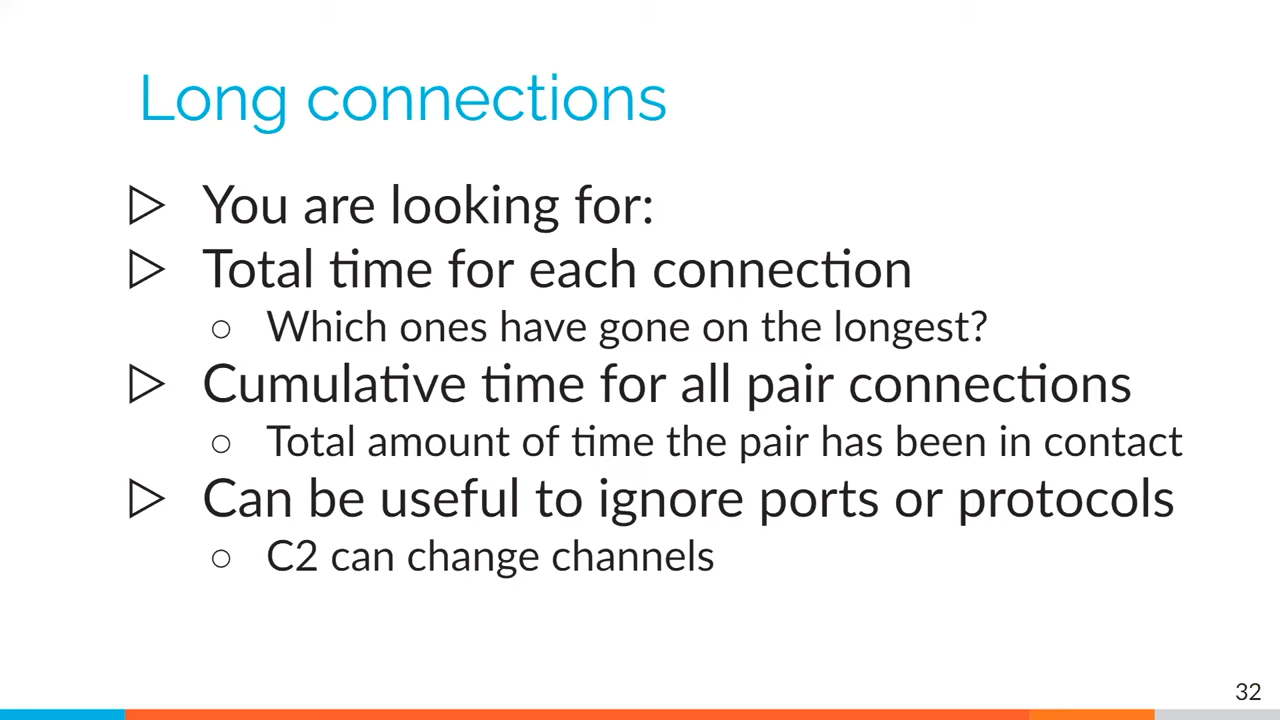 Long connections
▷ You are looking for:
▷ Total time for each connection
○ Which ones have gone on the longest?
▷ Cumulative time for all pair connections
○ Total amount of time the pair has been in contact
▷ Can be useful to ignore ports or protocols
○ C2 can change channels
32